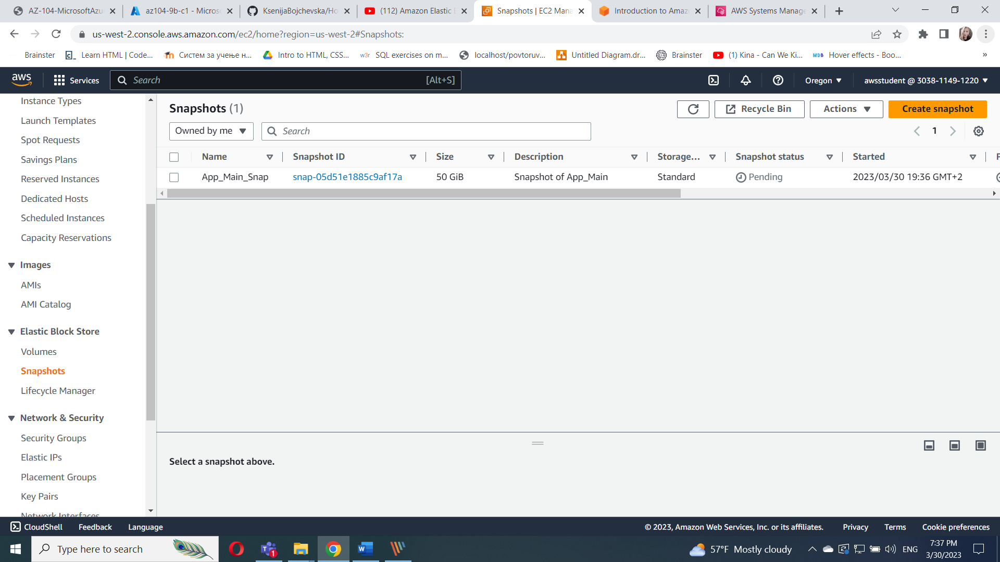 AZ-104-MicrosoftAzu
az104-9b-c1 - Micros
KsenijaBojchevska/Ho
(112) Amazon Elastic
Snapshots | EC2 Mana
Introduction to Amaz
AWS Systems Manage
us-west-2.console.aws.amazon.com/ec2/home?region=us-west-2#Snapshots:
Brainster
Learn HTML | Code...
Систем за учење н...
Intro to HTML, CSS...
SQL exercises on m...
localhost/povtoruv...
Untitled Diagram.dr...
Brainster
(1) Kina - Can We Ki...
Hover effects - Boo...
»
aws
Services
Search
[Alt+S]
Oregon
awsstudent @ 3038-1149-1220
Instance Types
Launch Templates
Spot Requests
Savings Plans
Reserved Instances
Dedicated Hosts
Scheduled Instances
Capacity Reservations
Images
AMIs
AMI Catalog
Elastic Block Store
Volumes
Snapshots
Lifecycle Manager
Network & Security
Security Groups
Elastic IPs
Placement Groups
Key Pairs
Network Interfaces
Snapshots (1)
Recycle Bin
Actions
Create snapshot
Owned by me
Search
1
Name
Snapshot ID
Size
Description
Storage...
Snapshot status
Started
App_Main_Snap
snap-05d51e1885c9af17a
50 GiB
Snapshot of App_Main
Standard
Pending
2023/03/30 19:36 GMT+2
Select a snapshot above.
CloudShell
Feedback
Language
© 2023, Amazon Web Services, Inc. or its affiliates.
Privacy
Terms
Cookie preferences
Type here to search
57°F Mostly cloudy
ENG
7:37 PM
3/30/2023